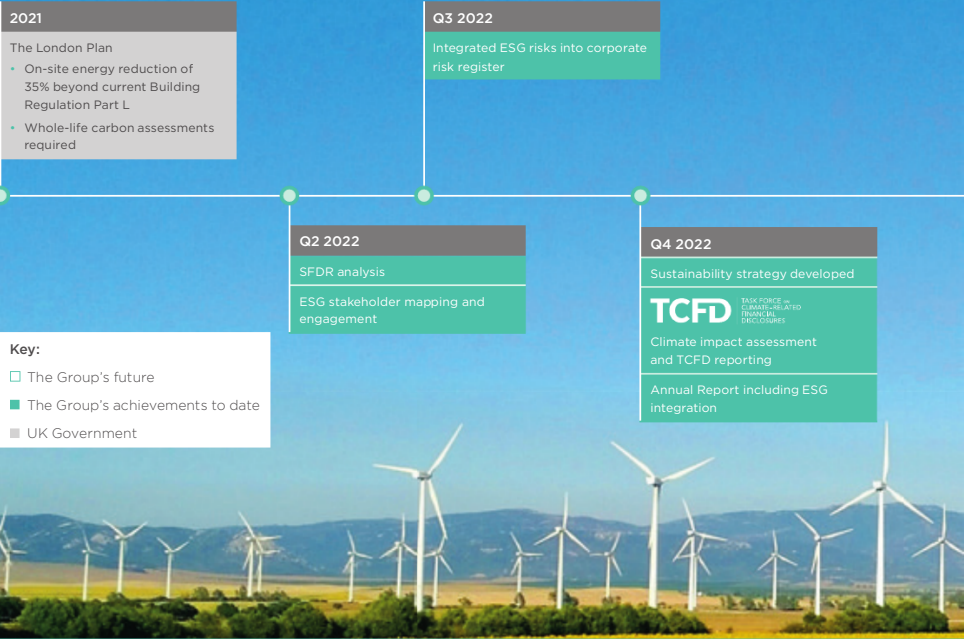 2021
The London Plan
• On-site energy reduction of
35% beyond current Building
Regulation Part L
• Whole-life carbon assessments
required
Q3 2022
Integrated ESG risks into corporate
risk register
Q2 2022
SFDR analysis
ESG stakeholder mapping and
engagement
Q4 2022
Sustainability strategy developed
TCFD
TASK FORCE ON
CLIMATE-RELATED
FINANCIAL
DISCLOSURES
Climate impact assessment
and TCFD reporting
Annual Report including ESG
integration
Key:
The Group’s future
The Group’s achievements to date
UK Government